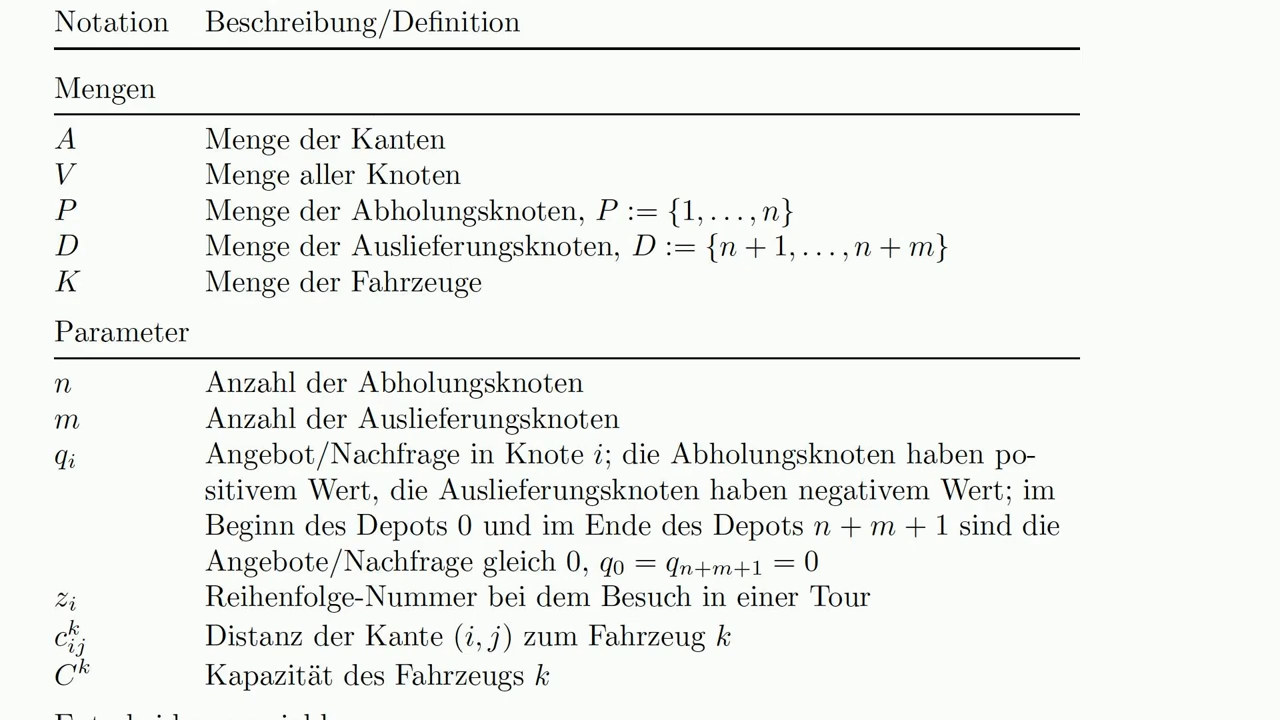 Notation Beschreibung/Definition
Mengen
A Menge der Kanten
V Menge aller Knoten
P Menge der Abholungsknoten, P := {1, . . . , n}
D Menge der Auslieferungsknoten, D := {n + 1, . . . , n + m}
K Menge der Fahrzeuge
Parameter
n Anzahl der Abholungsknoten
m Anzahl der Auslieferungsknoten
q_i Angebot/Nachfrage in Knote i; die Abholungsknoten haben po-
sitivem Wert, die Auslieferungsknoten haben negativem Wert; im
Beginn des Depots 0 und im Ende des Depots n + m + 1 sind die
Angebote/Nachfrage gleich 0, q_0 = q_{n+m+1} = 0
z_i Reihenfolge-Nummer bei dem Besuch in einer Tour
c_{ij}^k Distanz der Kante (i, j) zum Fahrzeug k
C^k Kapazität des Fahrzeugs k